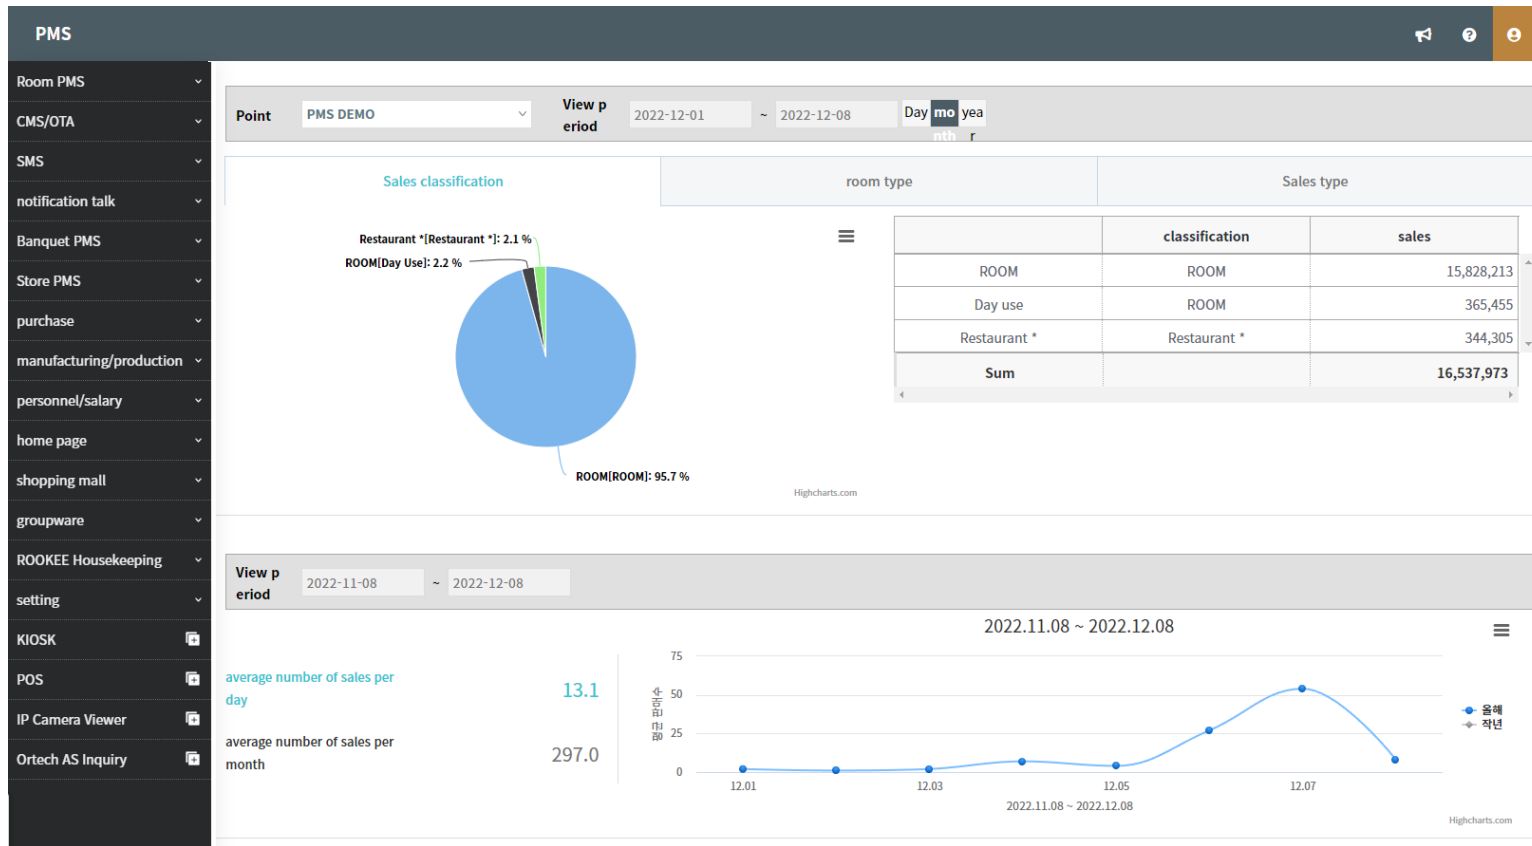 PMS
Room PMS
CMS/OTA
SMS
notification talk
Banquet PMS
Store PMS
purchase
manufacturing/production
personnel/salary
home page
shopping mall
groupware
ROOKEE Housekeeping
setting
KIOSK
POS
IP Camera Viewer
Ortech AS Inquiry
Point
PMS DEMO
View p
eriod
2022-12-01 ~ 2022-12-08
Day mo yea
nth r
Sales classification
room type
Sales type
Restaurant *[Restaurant *]: 2.1 %
ROOM[Day Use]: 2.2 %
ROOM[ROOM]: 95.7 %
Highcharts.com
classification sales
ROOM ROOM 15,828,213
Day use ROOM 365,455
Restaurant * Restaurant * 344,305
Sum 16,537,973
View p
eriod
2022-11-08 ~ 2022-12-08
average number of sales per
day
13.1
average number of sales per
month
297.0
2022.11.08 ~ 2022.12.08
평균 판매수
75
50
25
0
12.01 12.03 12.05 12.07
2022.11.08 ~ 2022.12.08
올해
작년
Highcharts.com